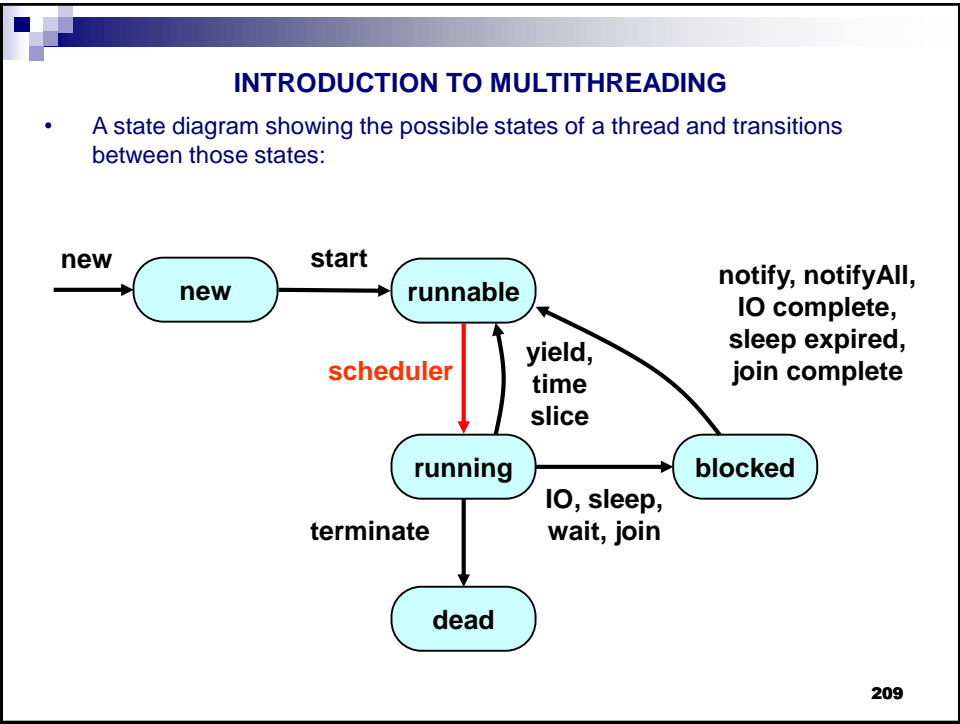 INTRODUCTION TO MULTITHREADING
• A state diagram showing the possible states of a thread and transitions
between those states:
new
start
new
runnable
notify, notifyAll,
IO complete,
sleep expired,
join complete
scheduler
yield,
time
slice
running
blocked
IO, sleep,
wait, join
terminate
dead
209